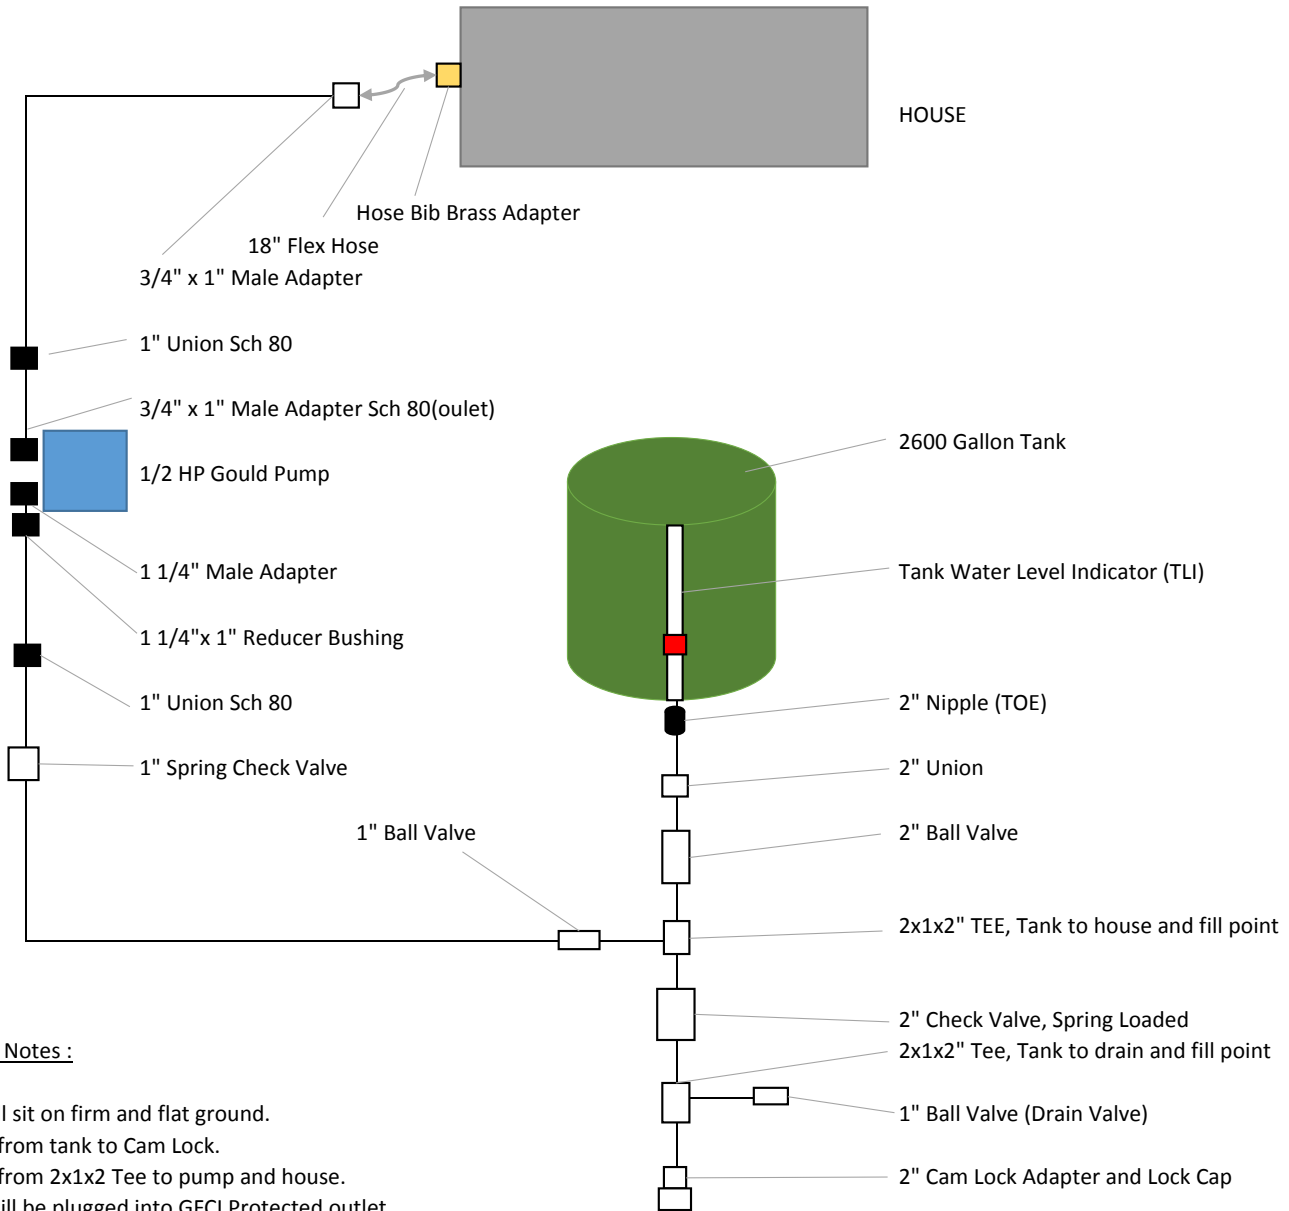 HOUSE
Hose Bib Brass Adapter
18" Flex Hose
3/4" x 1" Male Adapter
1" Union Sch 80
3/4" x 1" Male Adapter Sch 80(oulet)
1/2 HP Gould Pump
1 1/4" Male Adapter
1 1/4"x 1" Reducer Bushing
1" Union Sch 80
1" Spring Check Valve
1" Ball Valve
2600 Gallon Tank
Tank Water Level Indicator (TLI)
2" Nipple (TOE)
2" Union
2" Ball Valve
2x1x2" TEE, Tank to house and fill point
2" Check Valve, Spring Loaded
2x1x2" Tee, Tank to drain and fill point
1" Ball Valve (Drain Valve)
2" Cam Lock Adapter and Lock Cap
Notes :
sit on firm and flat ground.
from tank to Cam Lock.
from 2x1x2 Tee to pump and house.
be plugged into GFCI Protected outlet